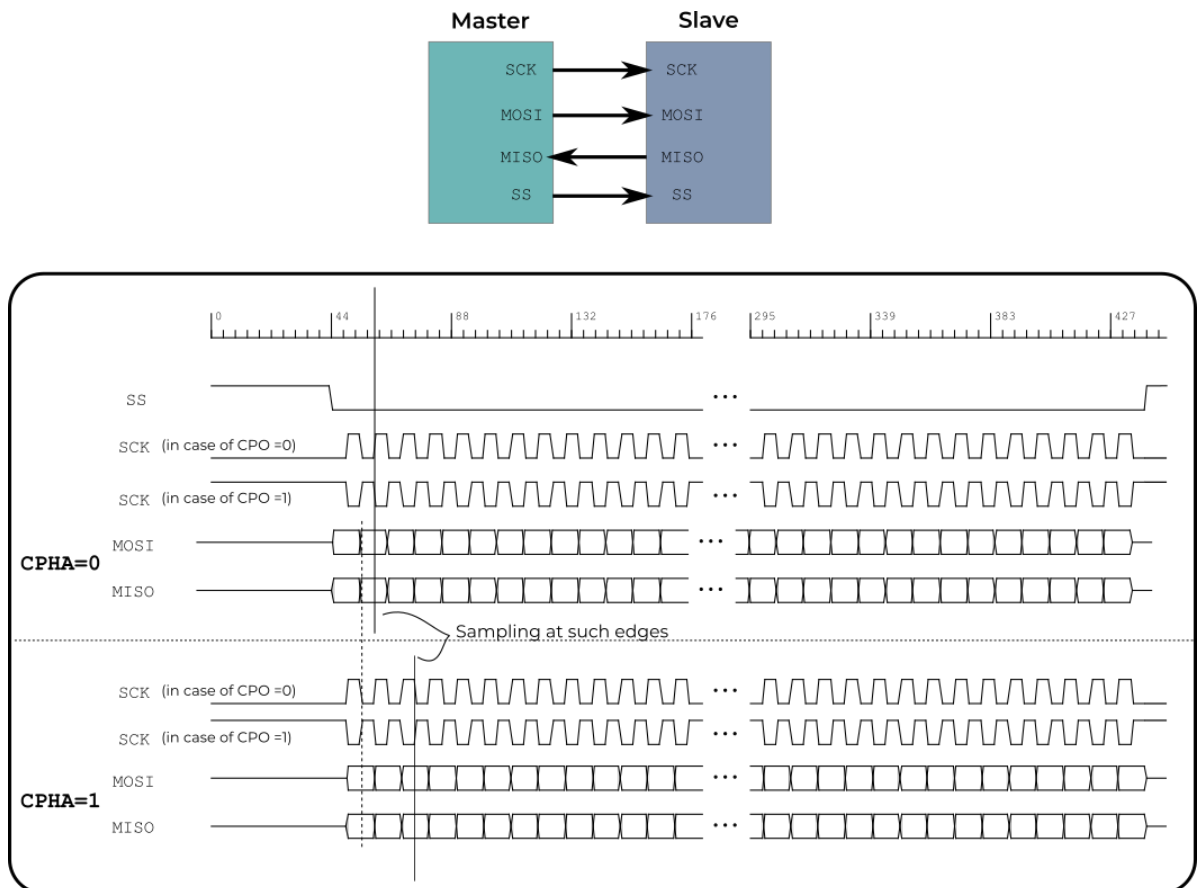 Master Slave
SCK SCK
MOSI MOSI
MISO MISO
SS SS
0 44 88 132 176 295 339 383 427
SS ...
SCK (in case of CPO =0) ...
SCK (in case of CPO =1) ...
MOSI ...
CPHA=0
MISO ...
Sampling at such edges
SCK (in case of CPO =0) ...
SCK (in case of CPO =1) ...
MOSI ...
CPHA=1
MISO ...